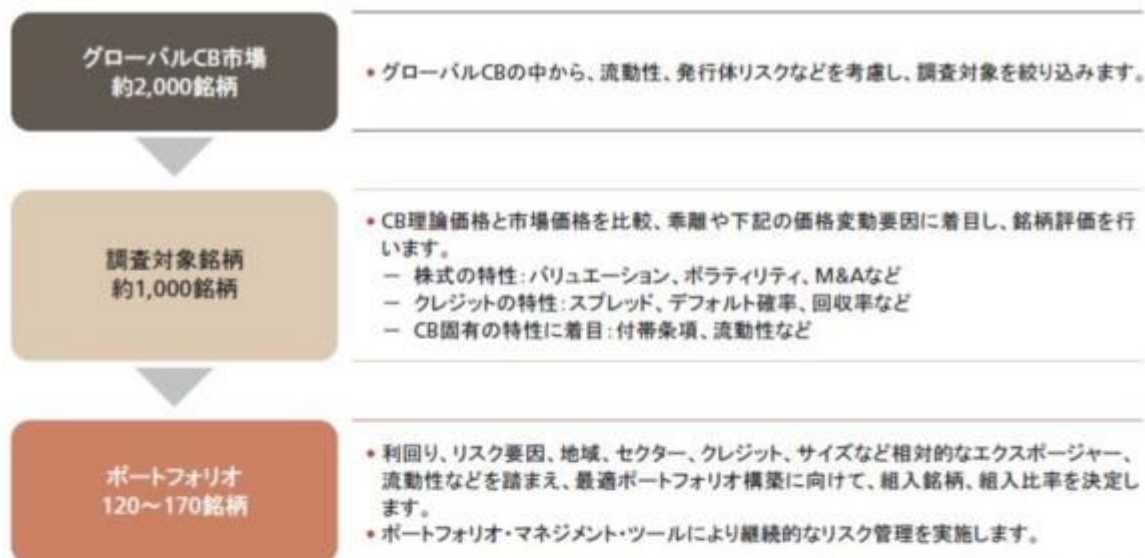 グローバルCB市場
約2,000銘柄
• グローバルCBの中から、流動性、発行体リスクなどを考慮し、調査対象を絞り込みます。
調査対象銘柄
約1,000銘柄
• CB理論価格と市場価格を比較、乖離や下記の価格変動要因に着目し、銘柄評価を行
います。
－ 株式の特性：バリュエーション、ボラティリティ、M&Aなど
－ クレジットの特性：スプレッド、デフォルト確率、回収率など
－ CB固有の特性に着目：付帯条項、流動性など
ポートフォリオ
120～170銘柄
• 利回り、リスク要因、地域、セクター、クレジット、サイズなど相対的なエクスポージャー、
流動性などを踏まえ、最適ポートフォリオ構築に向けて、組入銘柄、組入比率を決定し
ます。
• ポートフォリオ・マネジメント・ツールにより継続的なリスク管理を実施します。